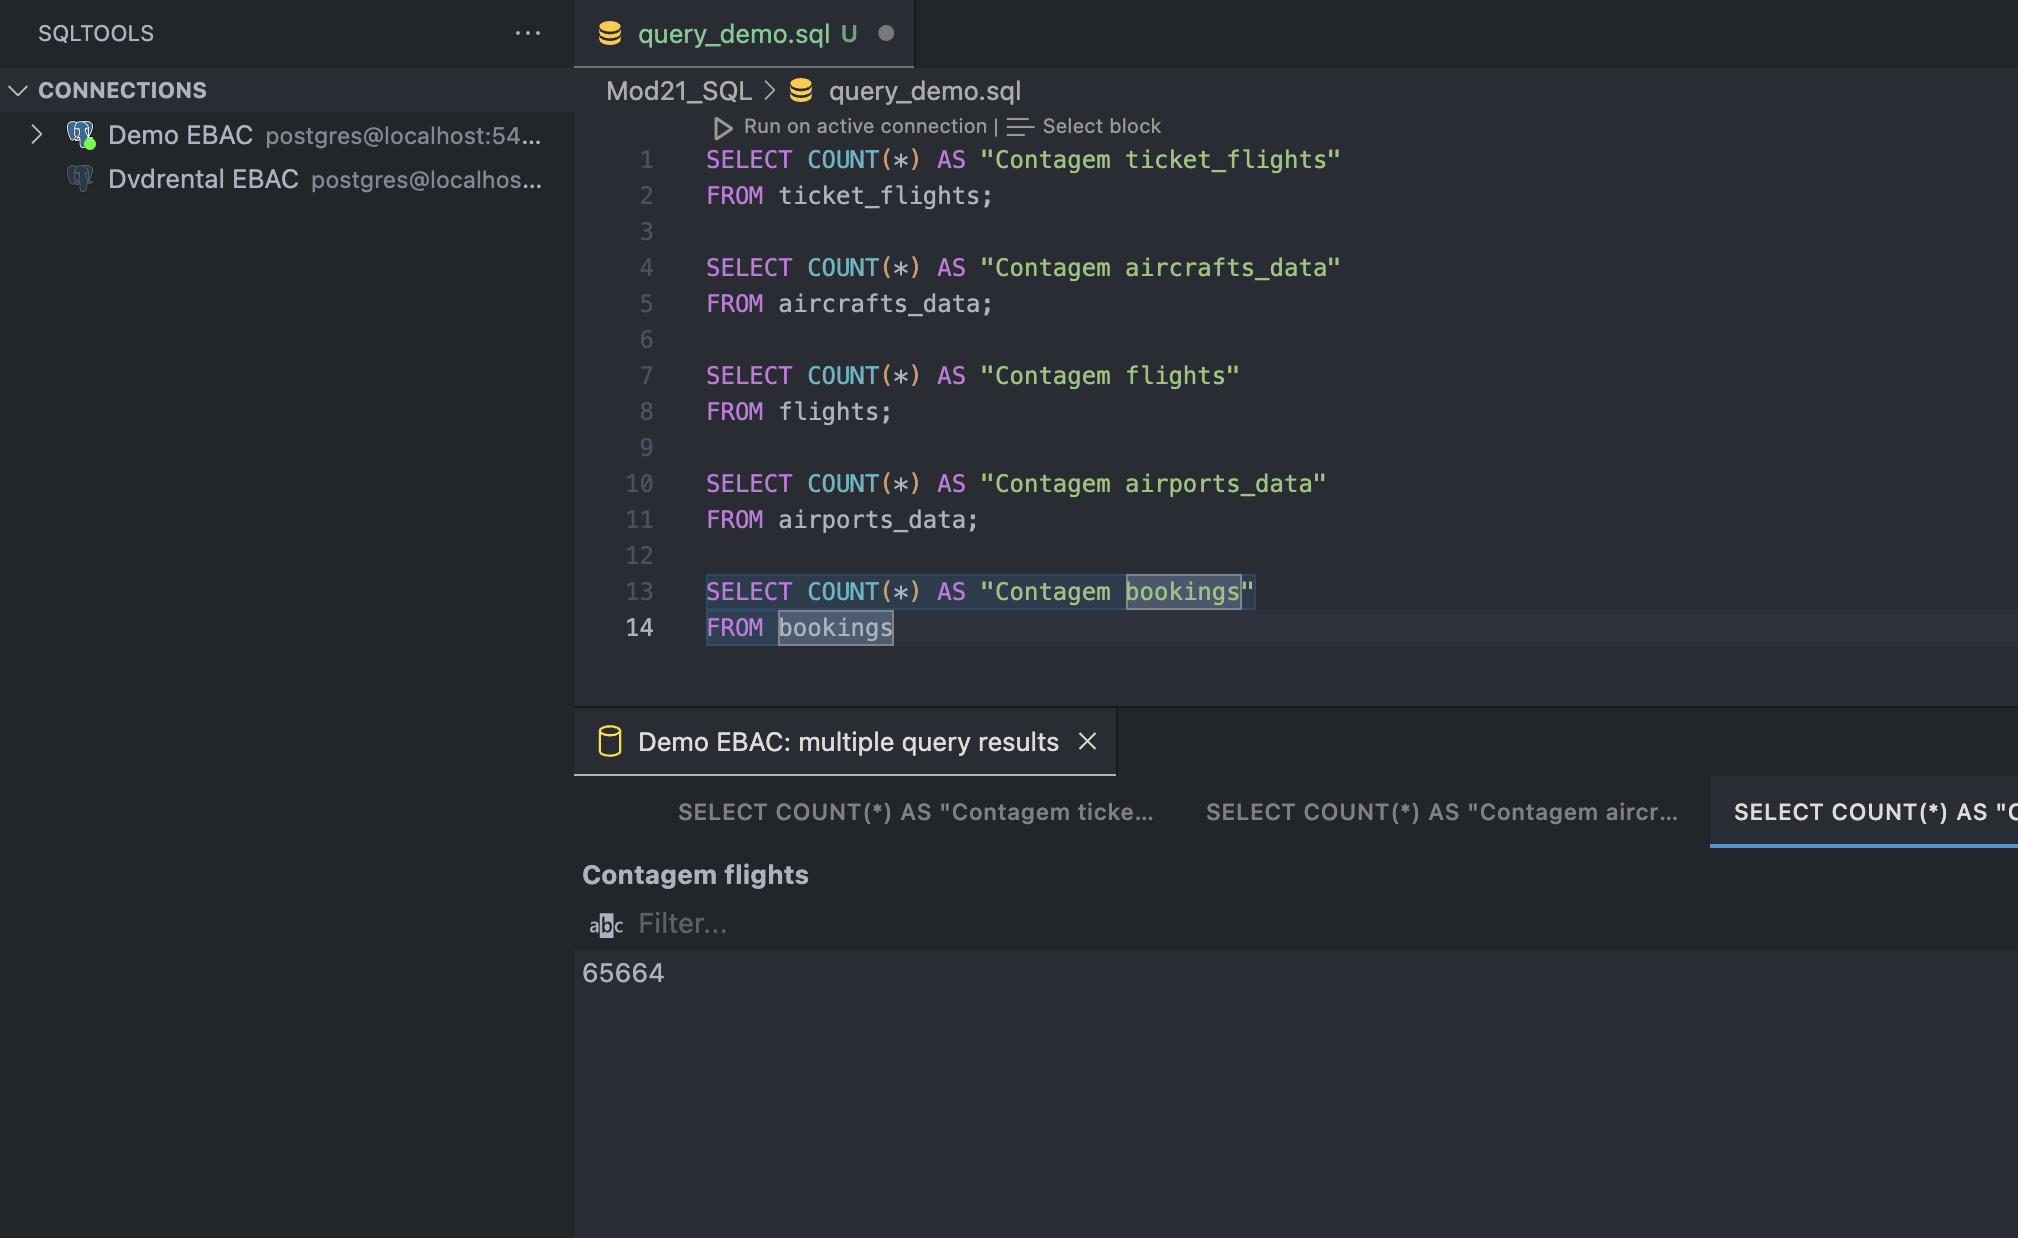 SQLTOOLS
query_demo.sql U
CONNECTIONS
Demo EBAC postgres@localhost:54...
Dvdrental EBAC postgres@localhos...
Mod21_SQL > query_demo.sql
Run on active connection | Select block
1 SELECT COUNT(*) AS "Contagem ticket_flights"
2 FROM ticket_flights;
3
4 SELECT COUNT(*) AS "Contagem aircrafts_data"
5 FROM aircrafts_data;
6
7 SELECT COUNT(*) AS "Contagem flights"
8 FROM flights;
9
10 SELECT COUNT(*) AS "Contagem airports_data"
11 FROM airports_data;
12
13 SELECT COUNT(*) AS "Contagem bookings"
14 FROM bookings
Demo EBAC: multiple query results
SELECT COUNT(*) AS "Contagem ticke... SELECT COUNT(*) AS "Contagem aircr... SELECT COUNT(*) AS "C
Contagem flights
abc Filter...
65664